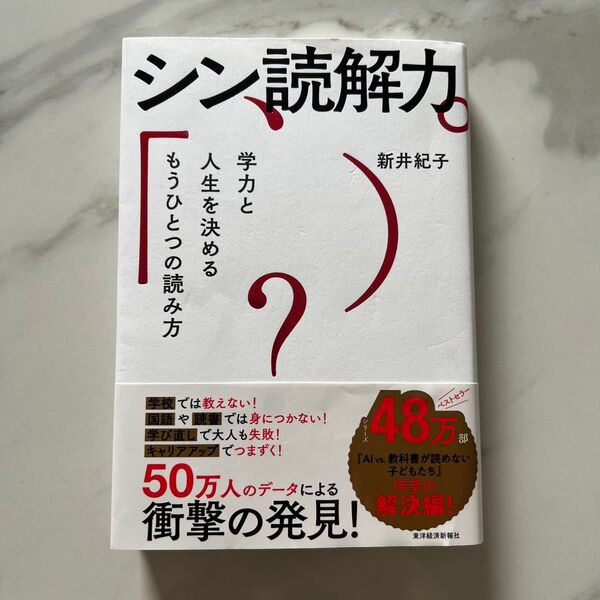 シン読解力
新井紀子
学力と
人生を決める
もうひとつの読み方
「、。?)
学校では教えない!
国語や読書では身につかない!
学び直しで大人も失敗!
キャリアアップでつまずく!
50万人のデータによる
衝撃の発見!
ベストセラー
シリーズ48万部
『AI vs. 教科書が読めない
子どもたち』
待望の
解決編!
東洋経済新報社